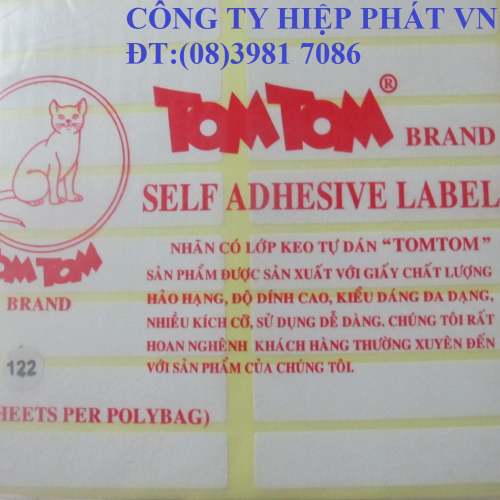 CÔNG TY HIỆP PHÁT VN
ĐT:(08)3981 7086
TOM TOM® BRAND
SELF ADHESIVE LABEL
TOM TOM
BRAND
NHÃN CÓ LỚP KEO TỰ DÁN "TOMTOM"
SẢN PHẨM ĐƯỢC SẢN XUẤT VỚI GIẤY CHẤT LƯỢNG
HẢO HẠNG, ĐỘ DÍNH CAO, KIỂU DÁNG ĐA DẠNG,
NHIỀU KÍCH CỠ, SỬ DỤNG DỄ DÀNG. CHÚNG TÔI RẤT
HOAN NGHÊNH KHÁCH HÀNG THƯỜNG XUYÊN ĐẾN
VỚI SẢN PHẨM CỦA CHÚNG TÔI.
122
HEETS PER POLYBAG)